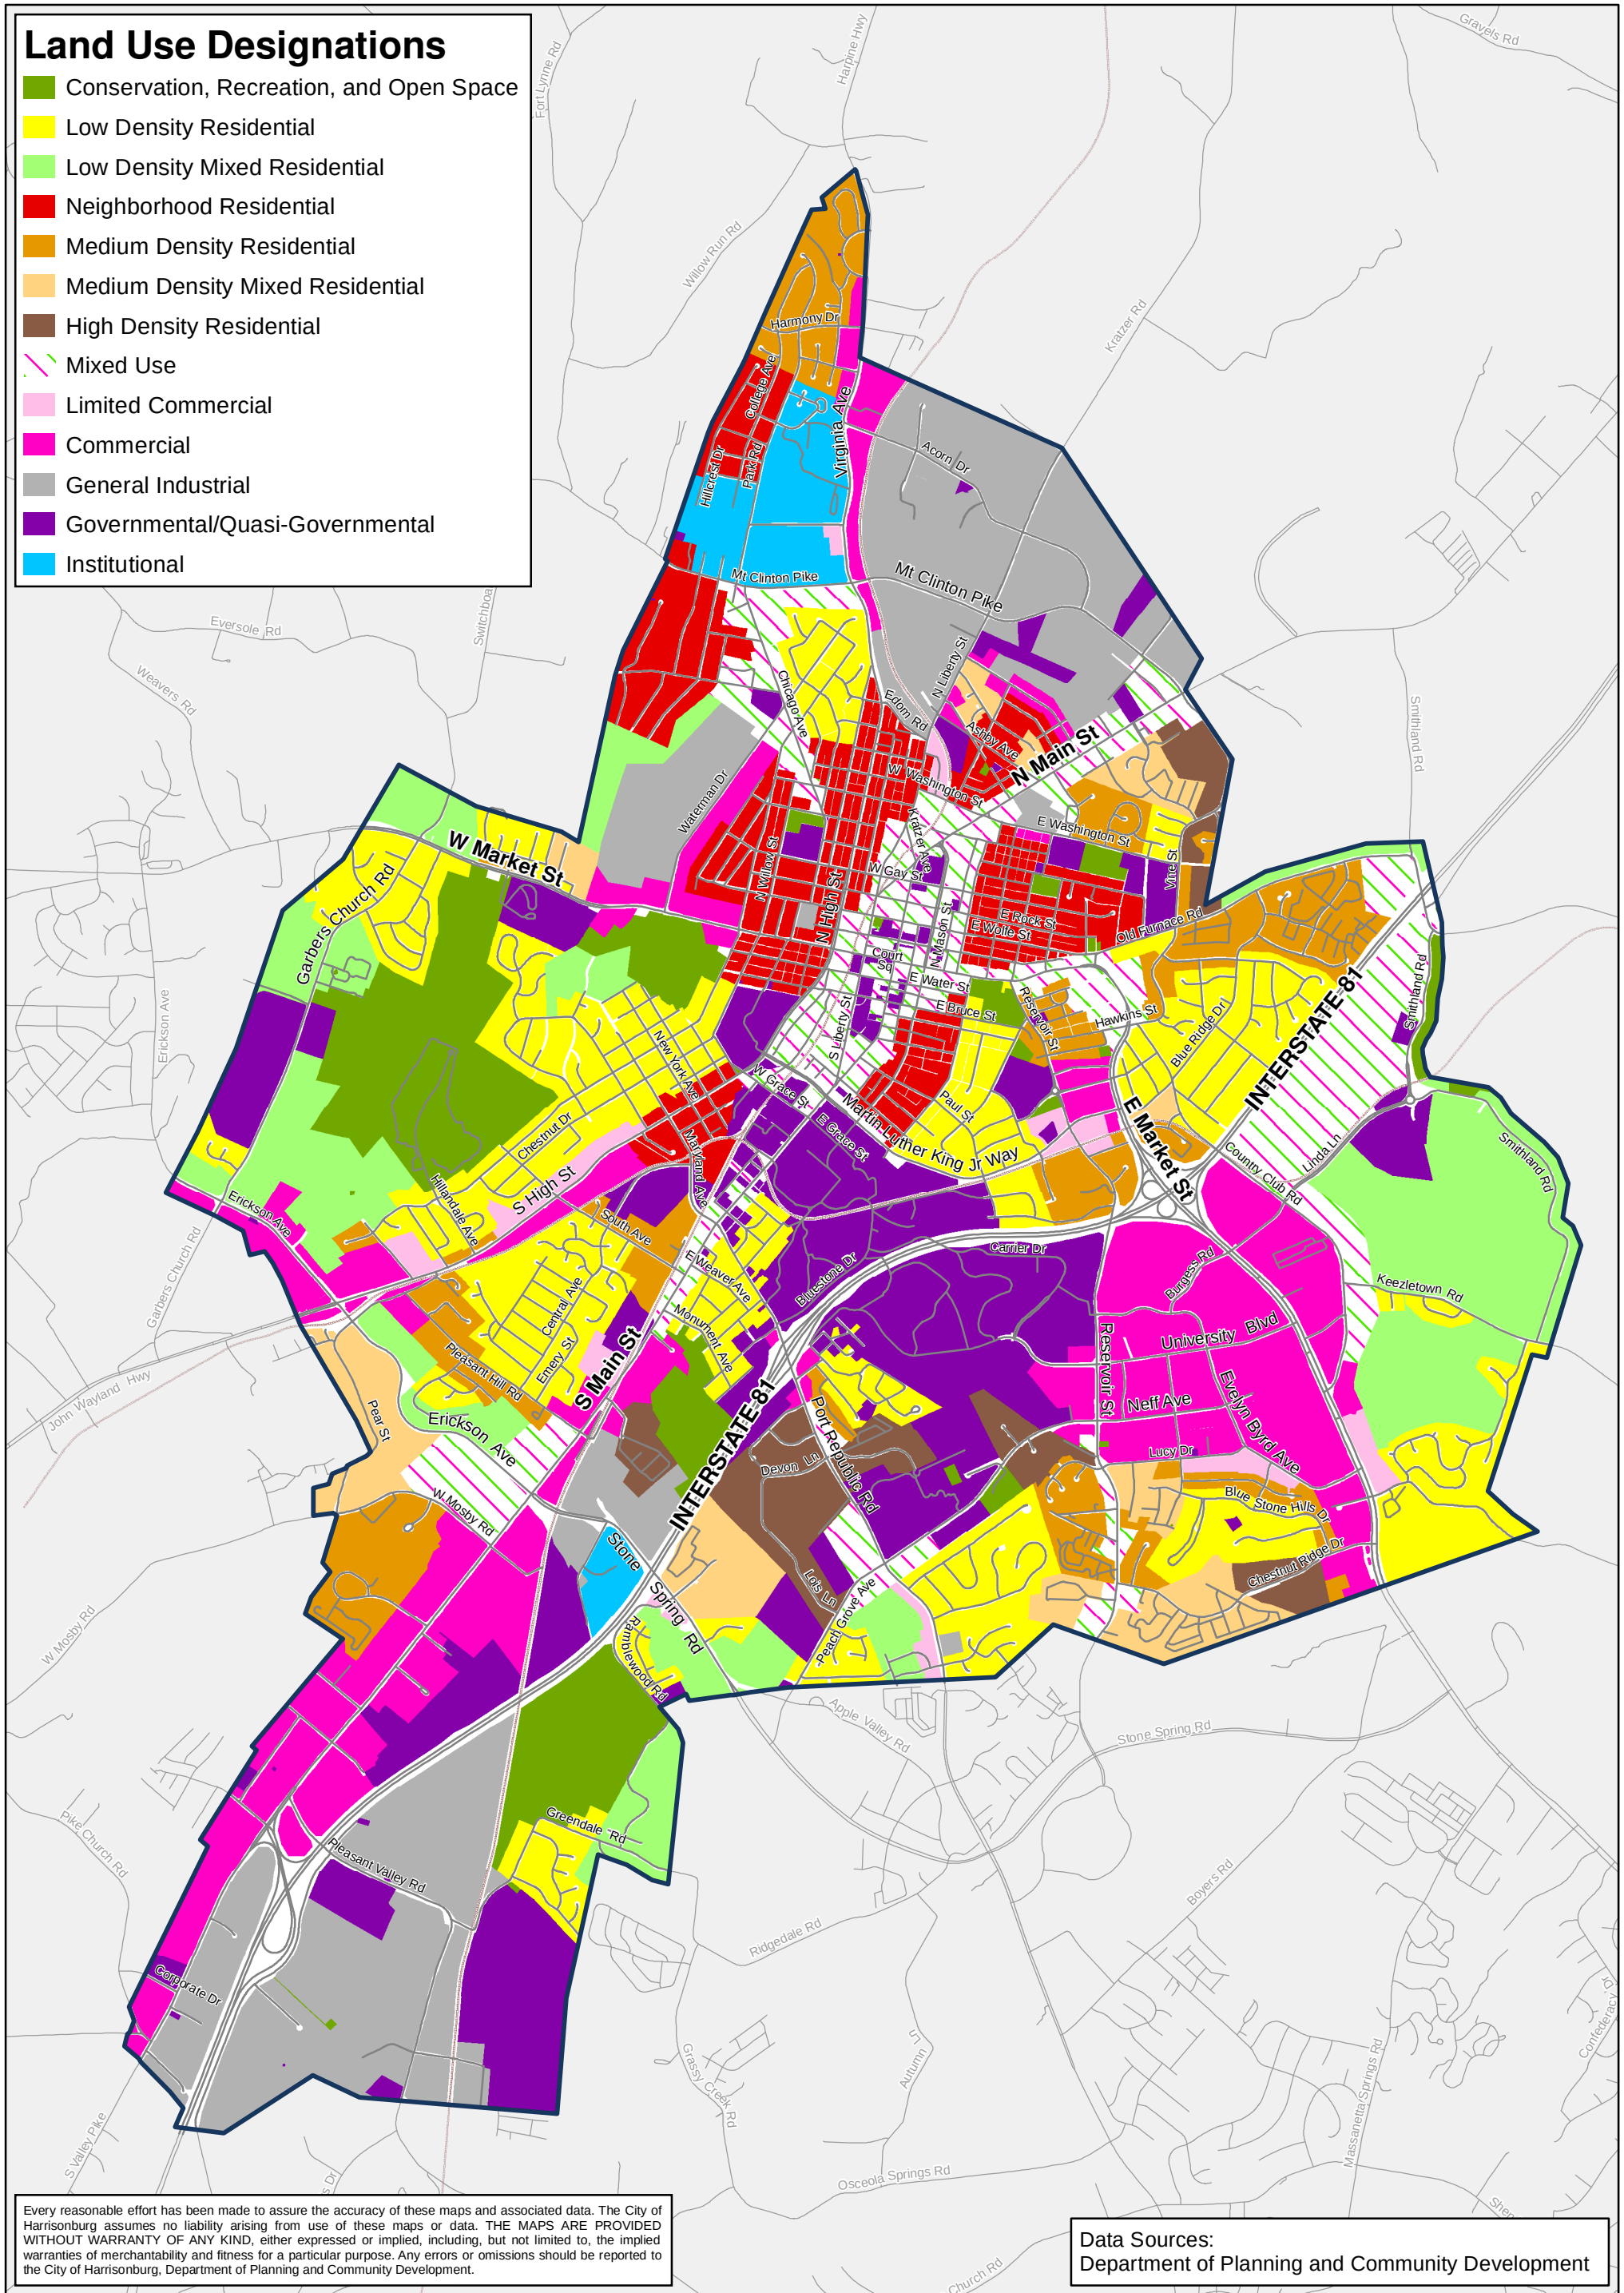 Land Use Designations
Conservation, Recreation, and Open Space
Low Density Residential
Low Density Mixed Residential
Neighborhood Residential
Medium Density Residential
Medium Density Mixed Residential
High Density Residential
Mixed Use
Limited Commercial
Commercial
General Industrial
Governmental/Quasi-Governmental
Institutional
Fort Lynne Rd
Harpine Hwy
Gravels Rd
Willow Run Rd
Kratzer Rd
Harmony Dr
College Ave
Virginia Ave
Park Rd
Hillcrest Dr
Acorn Dr
Mt Clinton Pike
Mt Clinton Pike
Eversole Rd
Weavers Rd
N Liberty St
Chicago Ave
Edom Rd
Ashby Ave
N Main St
Smithland Rd
Waterman Dr
W Washington St
Kratzer Ave
E Washington St
W Market St
N Willow St
W Gay St
Vine St
Garbers Church Rd
N High St
N Mason St
E Rock St
E Wolfe St
Old Furnace Rd
Court
Sq
E Water St
E Bruce St
Reservoir St
Hawkins St
Smithland Rd
Erickson Ave
S Liberty St
Blue Ridge Dr
INTERSTATE 81
New York Ave
W Grace St
E Grace St
Martin Luther King Jr Way
Paul St
E Market St
Chestnut Dr
Maryland Ave
Country Club Rd
Linda Ln
Smithland Rd
Hillandale Ave
S High St
Erickson Ave
Garbers Church Rd
South Ave
E Weaver Ave
Bluestone Dr
Carrier Dr
Burgess Rd
Keezletown Rd
Central Ave
Monument Ave
Reservoir St
University Blvd
John Wayland Hwy
Pleasant Hill Rd
Emery St
S Main St
Pear St
Erickson Ave
INTERSTATE 81
Port Republic Rd
Neff Ave
Evelyn Byrd Ave
Devon Ln
Lucy Dr
Blue Stone Hills Dr
W Mosby Rd
Stone Spring Rd
Lois Ln
Peach Grove Ave
Chestnut Ridge Dr
W Mosby Rd
Ramblewood Rd
Apple Valley Rd
Stone Spring Rd
Greendale Rd
Pike Church Rd
Pleasant Valley Rd
Boyers Rd
Ridgedale Rd
Corporate Dr
Grassy Creek Rd
Massanetta Springs Rd
S Valley Pike
Osceola Springs Rd
Church Rd
Every reasonable effort has been made to assure the accuracy of these maps and associated data. The City of
Harrisonburg assumes no liability arising from use of these maps or data. THE MAPS ARE PROVIDED
WITHOUT WARRANTY OF ANY KIND, either expressed or implied, including, but not limited to, the implied
warranties of merchantability and fitness for a particular purpose. Any errors or omissions should be reported to
the City of Harrisonburg, Department of Planning and Community Development.
Data Sources:
Department of Planning and Community Development